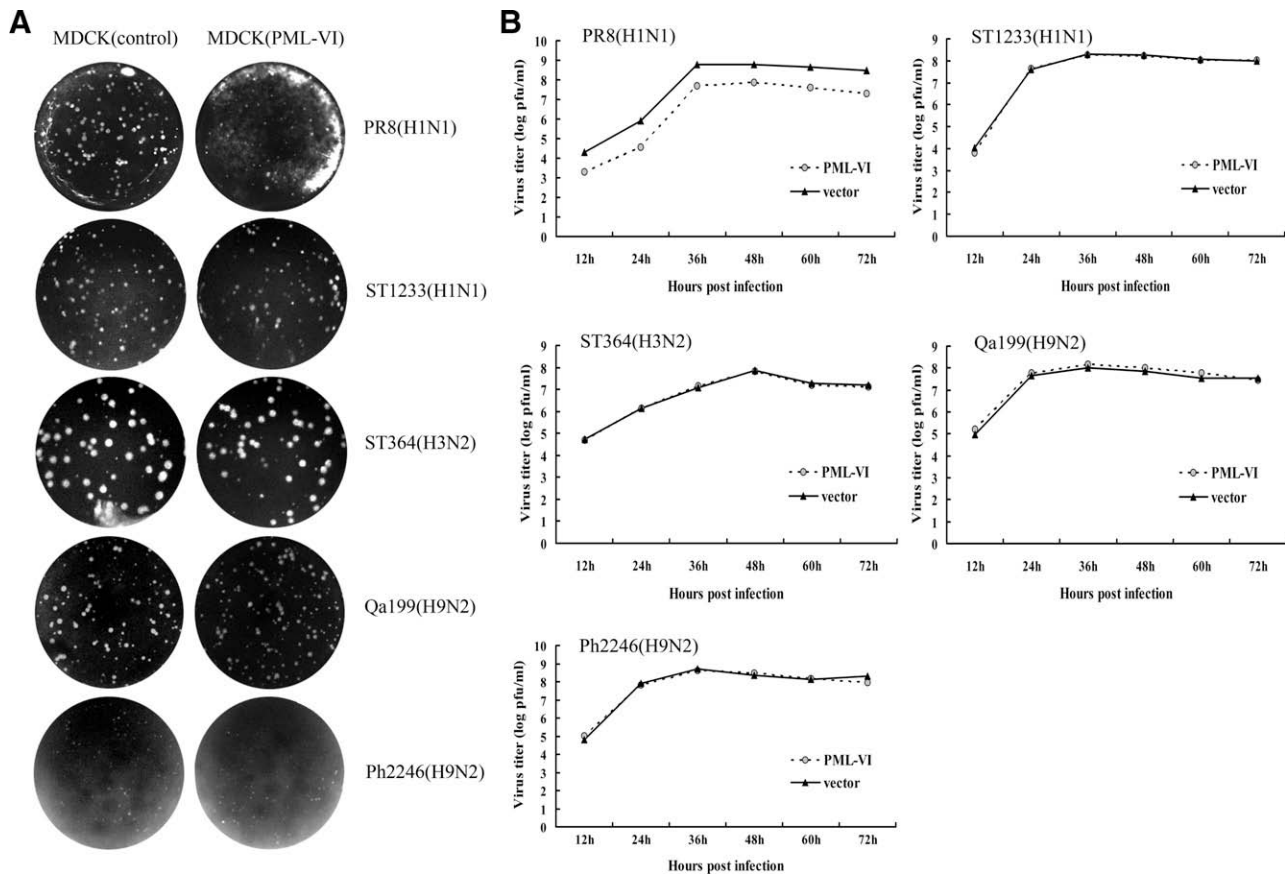 A
MDCK(control)
MDCK(PML-VI)
PR8(H1N1)
ST1233(H1N1)
ST364(H3N2)
Qa199(H9N2)
Ph2246(H9N2)
B
PR8(H1N1)
Virus titer (log pfu/ml)
10
9
8
7
6
5
4
3
2
1
0
PML-VI
vector
12h 24h 36h 48h 60h 72h
Hours post infection
ST1233(H1N1)
Virus titer (log pfu/ml)
9
8
7
6
5
4
3
2
1
0
PML-VI
vector
12h 24h 36h 48h 60h 72h
Hours post infection
ST364(H3N2)
Virus titer (log pfu/ml)
9
8
7
6
5
4
3
2
1
0
PML-VI
vector
12h 24h 36h 48h 60h 72h
Hours post infection
Qa199(H9N2)
Virus titer (log pfu/ml)
9
8
7
6
5
4
3
2
1
0
PML-VI
vector
12h 24h 36h 48h 60h 72h
Hours post infection
Ph2246(H9N2)
Virus titer (log pfu/ml)
10
9
8
7
6
5
4
3
2
1
0
PML-VI
vector
12h 24h 36h 48h 60h 72h
Hours post infection